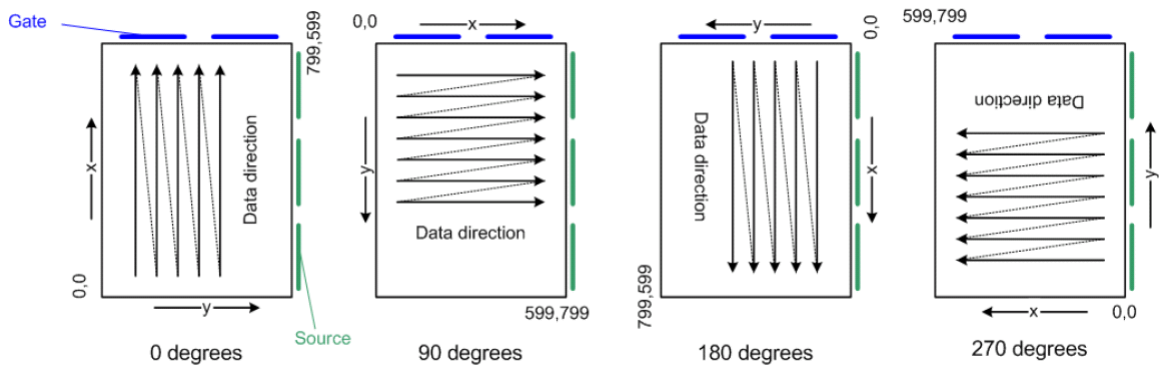 Gate
799,599
x
Data direction
0,0
y
Source
0 degrees
0,0
x
y
Data direction
599,799
90 degrees
y
0,0
Data direction
x
799,599
180 degrees
599,799
Data direction
y
x
0,0
270 degrees